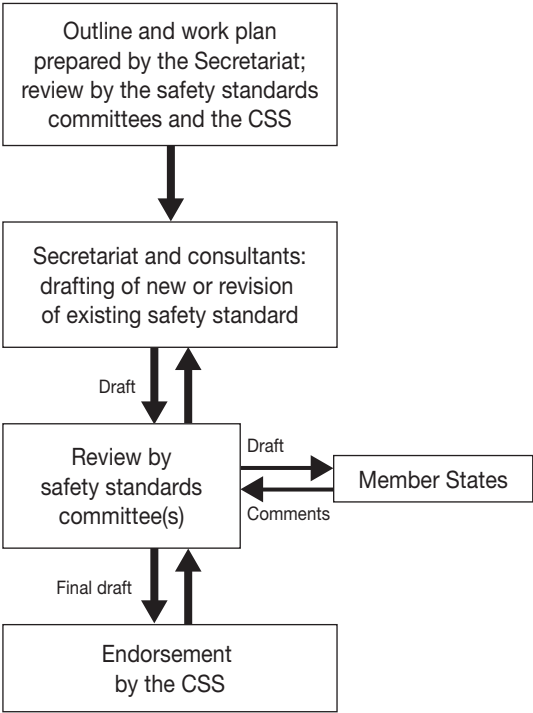 Outline and work plan
prepared by the Secretariat;
review by the safety standards
committees and the CSS
Secretariat and consultants:
drafting of new or revision
of existing safety standard
Draft
Review by
safety standards
committee(s)
Draft
Member States
Comments
Final draft
Endorsement
by the CSS